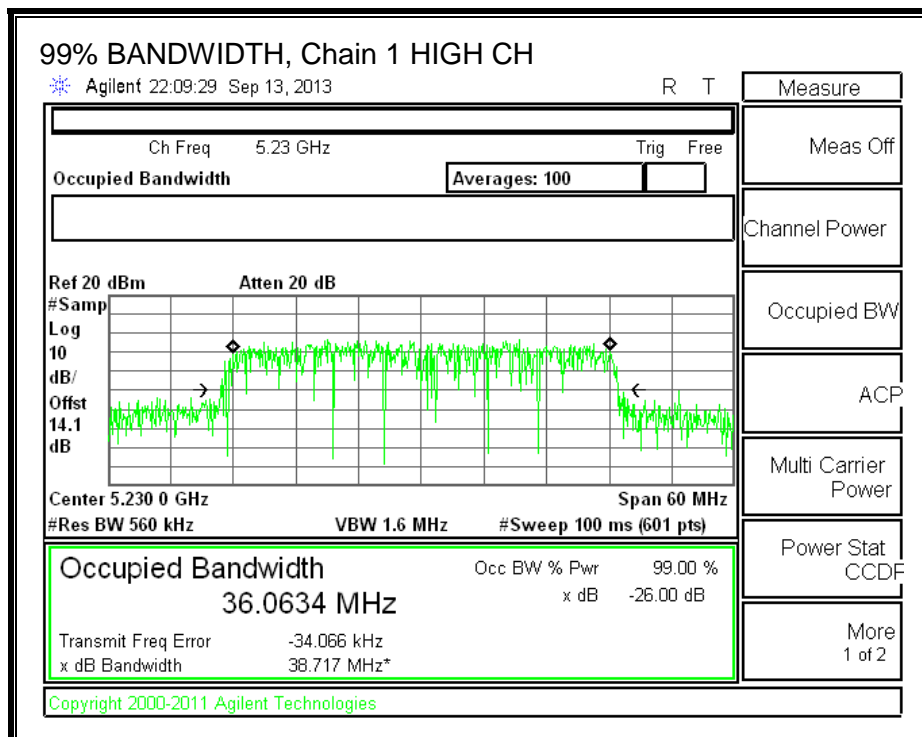 99% BANDWIDTH, Chain 1 HIGH CH
Agilent 22:09:29 Sep 13, 2013 R T
Measure
Ch Freq 5.23 GHz Trig Free
Occupied Bandwidth Averages: 100
Meas Off
Channel Power
Occupied BW
ACP
Multi Carrier
Power
Power Stat
CCDF
More
1 of 2
Ref 20 dBm Atten 20 dB
#Samp
Log
10
dB/
Offst
14.1
dB
Center 5.230 0 GHz Span 60 MHz
#Res BW 560 kHz VBW 1.6 MHz #Sweep 100 ms (601 pts)
Occupied Bandwidth Occ BW % Pwr 99.00 %
36.0634 MHz x dB -26.00 dB
Transmit Freq Error -34.066 kHz
x dB Bandwidth 38.717 MHz*
Copyright 2000-2011 Agilent Technologies